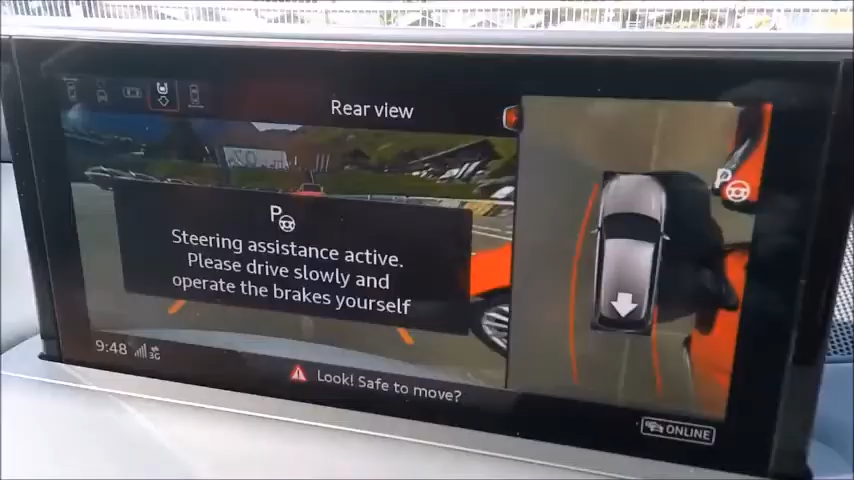 Rear view
P
P
Steering assistance active.
Please drive slowly and
operate the brakes yourself
9:48
3G
Look! Safe to move?
ONLINE